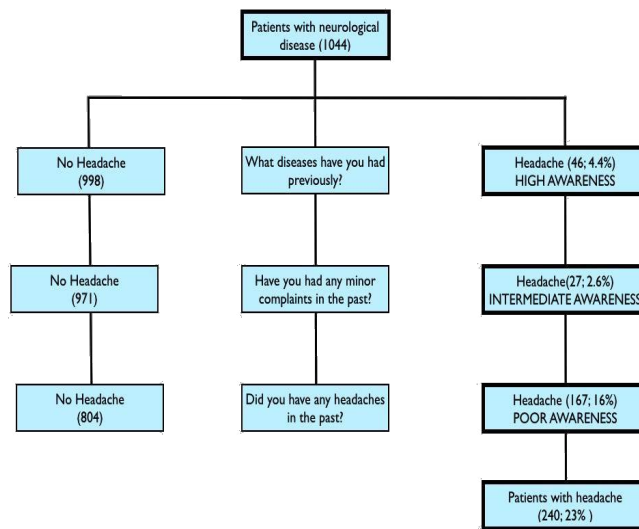 Patients with neurological
disease (1044)
No Headache
(998)
What diseases have you had
previously?
Headache (46; 4.4%)
HIGH AWARENESS
No Headache
(971)
Have you had any minor
complaints in the past?
Headache(27; 2.6%)
INTERMEDIATE AWARENESS
No Headache
(804)
Did you have any headaches
in the past?
Headache (167; 16%)
POOR AWARENESS
Patients with headache
(240; 23% )